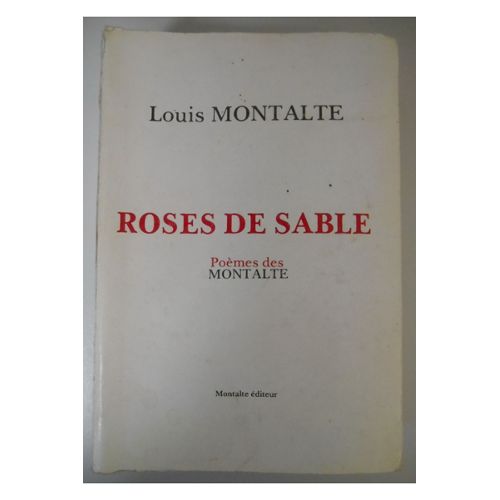 Louis MONTALTE
ROSES DE SABLE
Poèmes des
MONTALTE
Montalte éditeur